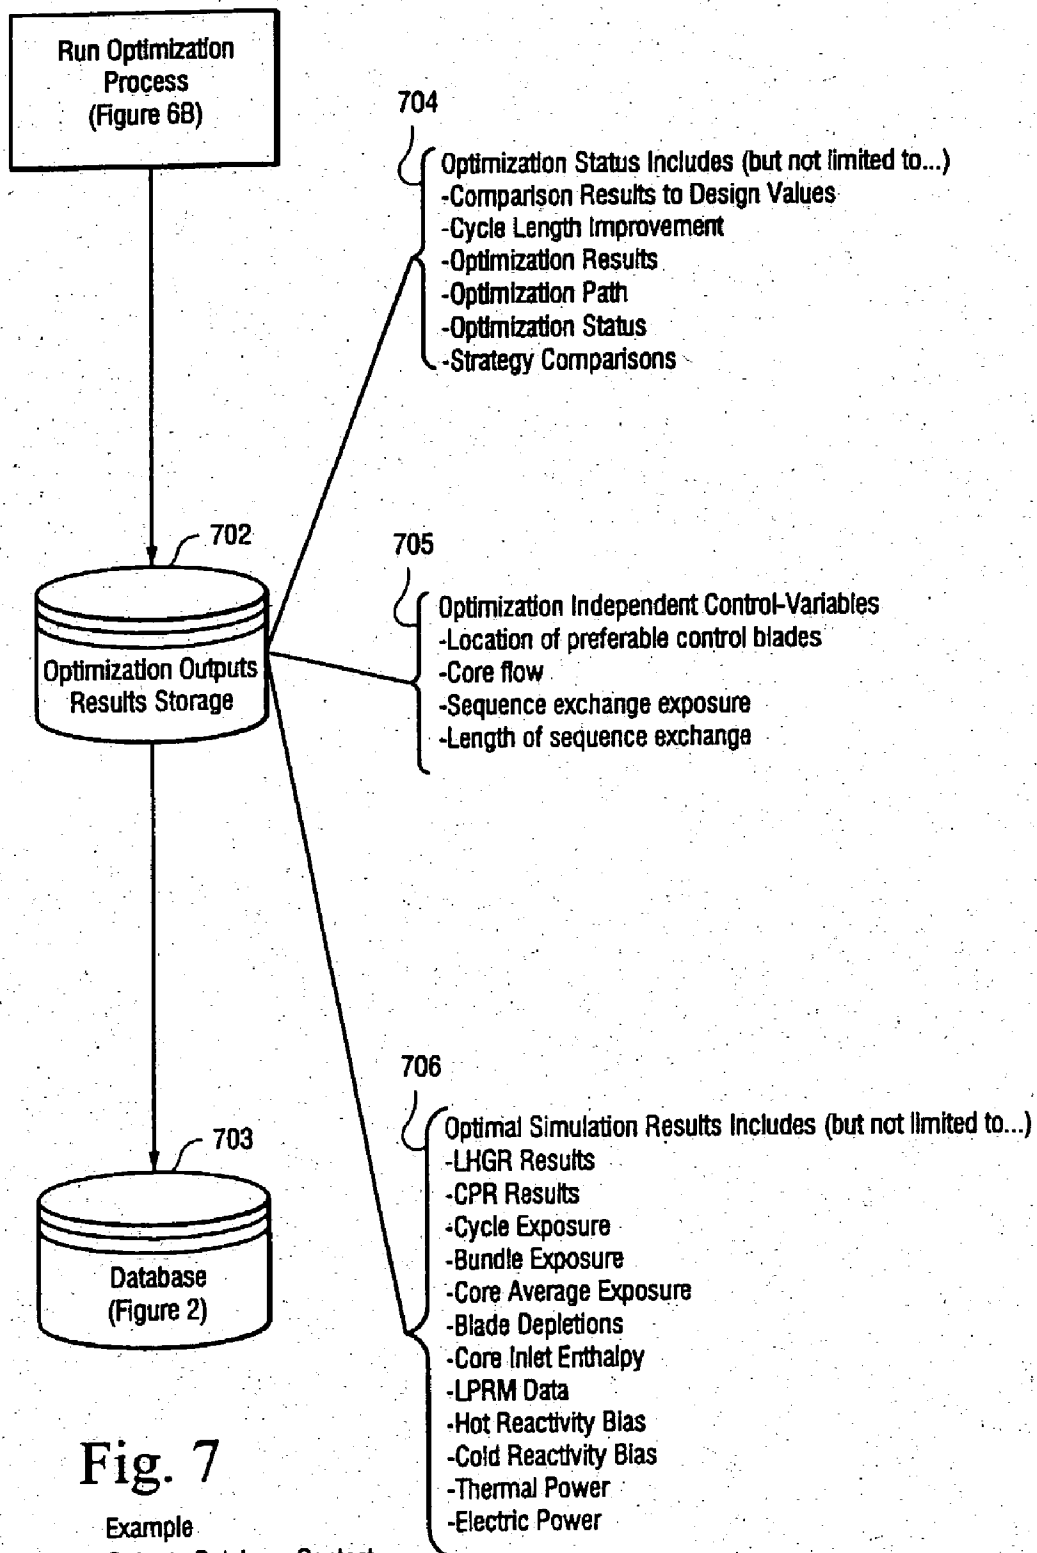 Run Optimization
Process
(Figure 6B)
704
Optimization Status Includes (but not limited to...)
-Comparison Results to Design Values
-Cycle Length Improvement
-Optimization Results
-Optimization Path
-Optimization Status
-Strategy Comparisons
702
Optimization Outputs
Results Storage
705
Optimization Independent Control-Variables
-Location of preferable control blades
-Core flow
-Sequence exchange exposure
-Length of sequence exchange
703
Database
(Figure 2)
706
Optimal Simulation Results Includes (but not limited to...)
-LHGR Results
-CPR Results
-Cycle Exposure
-Bundle Exposure
-Core Average Exposure
-Blade Depletions
-Core Inlet Enthalpy
-LPRM Data
-Hot Reactivity Bias
-Cold Reactivity Bias
-Thermal Power
-Electric Power
Fig. 7
Example